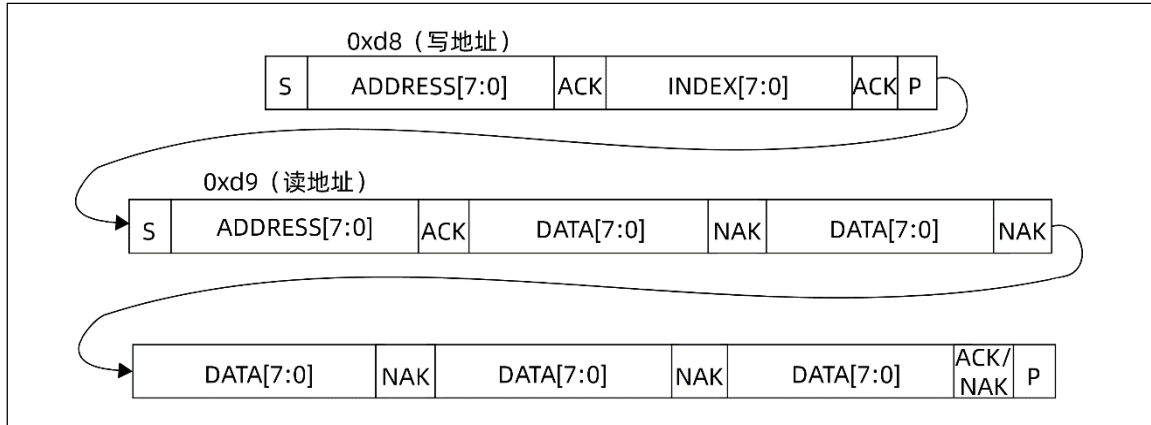 0xd8（写地址）
S ADDRESS[7:0] ACK INDEX[7:0] ACK P
0xd9（读地址）
S ADDRESS[7:0] ACK DATA[7:0] NAK DATA[7:0] NAK
DATA[7:0] NAK DATA[7:0] NAK DATA[7:0] ACK/
NAK P